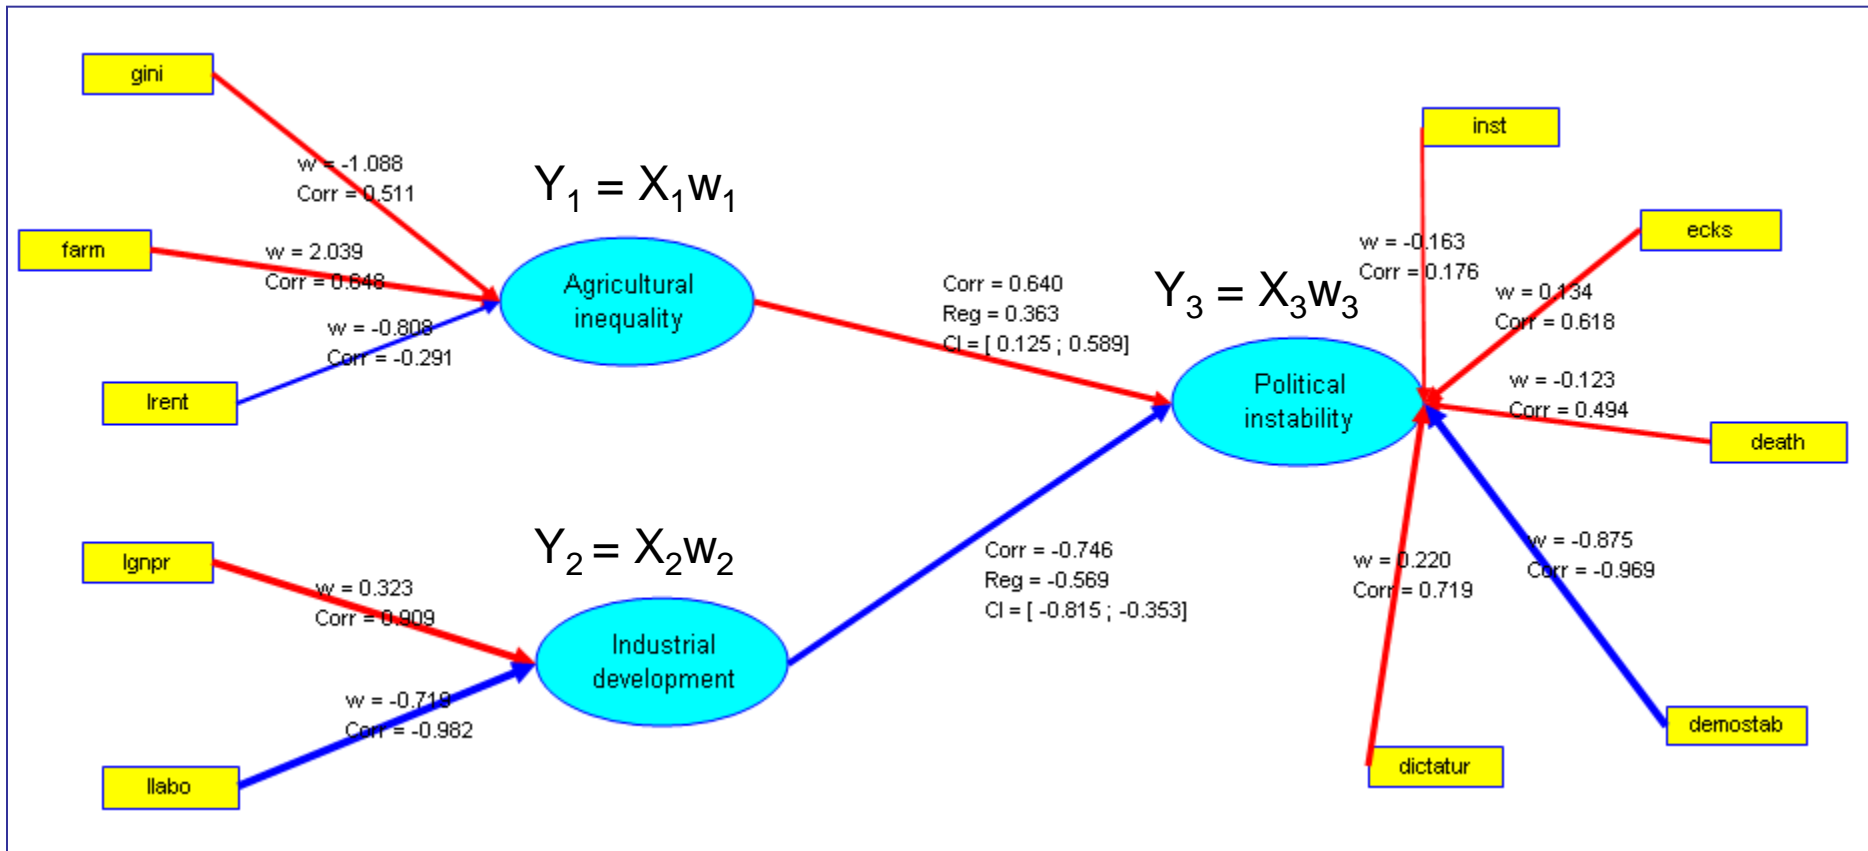 gini
w = -1.088
Corr = 0.511
farm
w = 2.039
Corr = 0.648
lrent
w = -0.808
Corr = -0.291
Y₁ = X₁w₁
Agricultural
inequality
Corr = 0.640
Reg = 0.363
CI = [ 0.125 ; 0.589]
lgnpr
w = 0.323
Corr = 0.909
llabo
w = -0.719
Corr = -0.982
Y₂ = X₂w₂
Industrial
development
Corr = -0.746
Reg = -0.569
CI = [ -0.815 ; -0.353]
Y₃ = X₃w₃
Political
instability
inst
w = -0.163
Corr = 0.176
ecks
w = 0.134
Corr = 0.618
death
w = -0.123
Corr = 0.494
demostab
w = -0.875
Corr = -0.969
dictatur
w = 0.220
Corr = 0.719